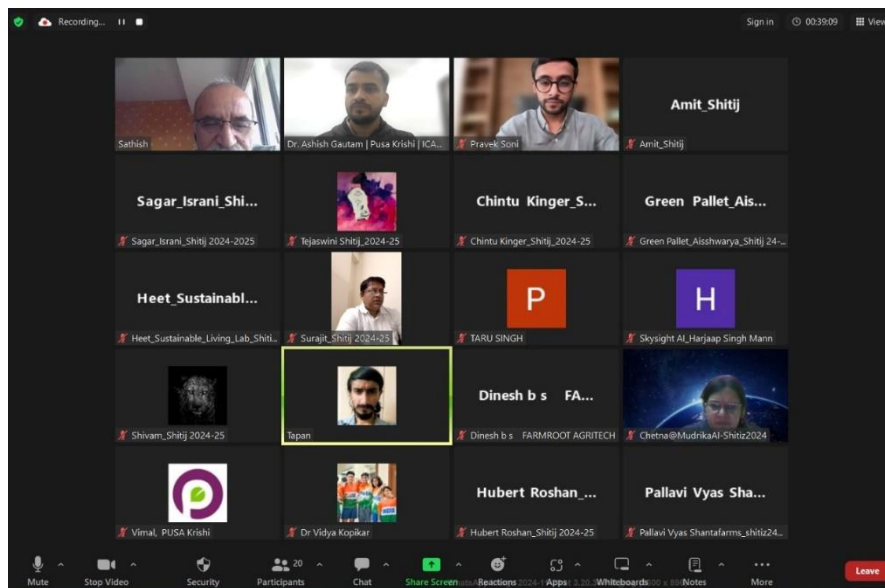 Recording...
Sign in
00:39:09
View
Sathish
Dr. Ashish Gautam | Pusa Krishi | ICA...
Pravek Soni
Amit_Shitij
Amit_Shitij
Sagar_Israni_Shi...
Sagar_Israni_Shitij 2024-2025
Tejaswini Shitij_2024-25
Chintu Kinger_S...
Chintu Kinger_Shitij_2024-25
Green Pallet_Ais...
Green Pallet_Aisshwarya_Shitij 24-...
Heet_Sustainabl...
Heet_Sustainable_Living_Lab_Shiti...
Surajit_Shitij 2024-25
P
TARU SINGH
H
Skysight AI_Harjaap Singh Mann
Shivam_Shitij 2024-25
Tapan
Dinesh b s FA...
Dinesh b s FARMROOT AGRITECH
Chetna@MudrikaAI-Shitiz2024
Vimal, PUSA Krishi
Dr Vidya Kopikar
Hubert Roshan_...
Hubert Roshan_Shitij 2024-25
Pallavi Vyas Sha...
Pallavi Vyas Shantafarms_shitiz24...
Mute
Stop Video
Security
Participants
20
Chat
Share Screen
Reactions
Apps
Whiteboards
Notes
More
Leave